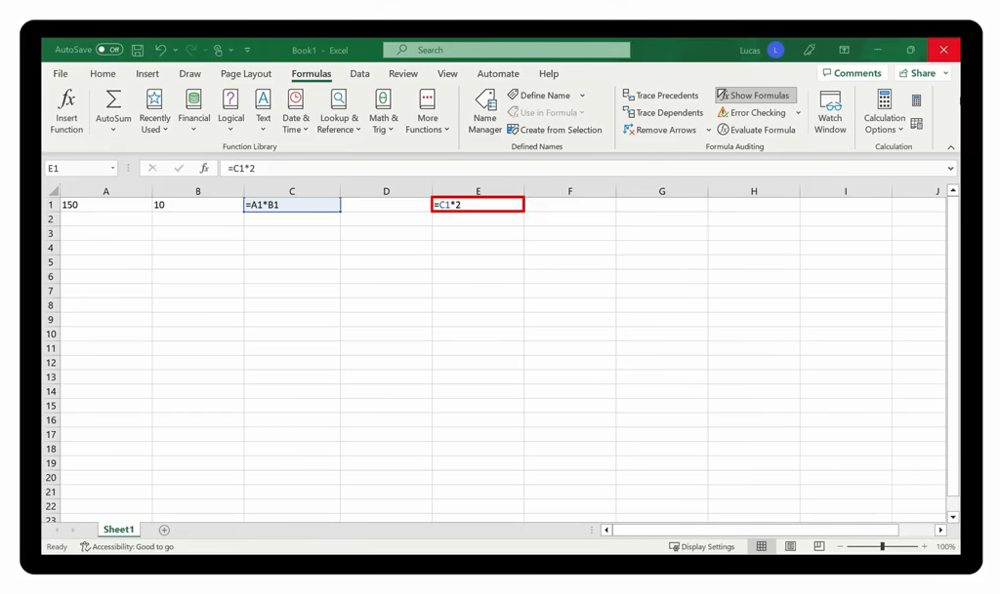 AutoSave Off Book1 - Excel Search Lucas L
File Home Insert Draw Page Layout Formulas Data Review View Automate Help Comments Share
fx Insert Function
AutoSum
Recently Used
Financial
Logical
Text
Date & Time
Lookup & Reference
Math & Trig
More Functions
Function Library
Name Manager
Define Name
Use in Formula
Create from Selection
Defined Names
Trace Precedents
Trace Dependents
Remove Arrows
Show Formulas
Error Checking
Evaluate Formula
Formula Auditing
Watch Window
Calculation Options
Calculation
E1 fx =C1*2
A B C D E F G H I J
1 150 10 =A1*B1 =C1*2
2
3
4
5
6
7
8
9
10
11
12
13
14
15
16
17
18
19
20
21
22
23
Sheet1
Ready Accessibility: Good to go Display Settings 100%